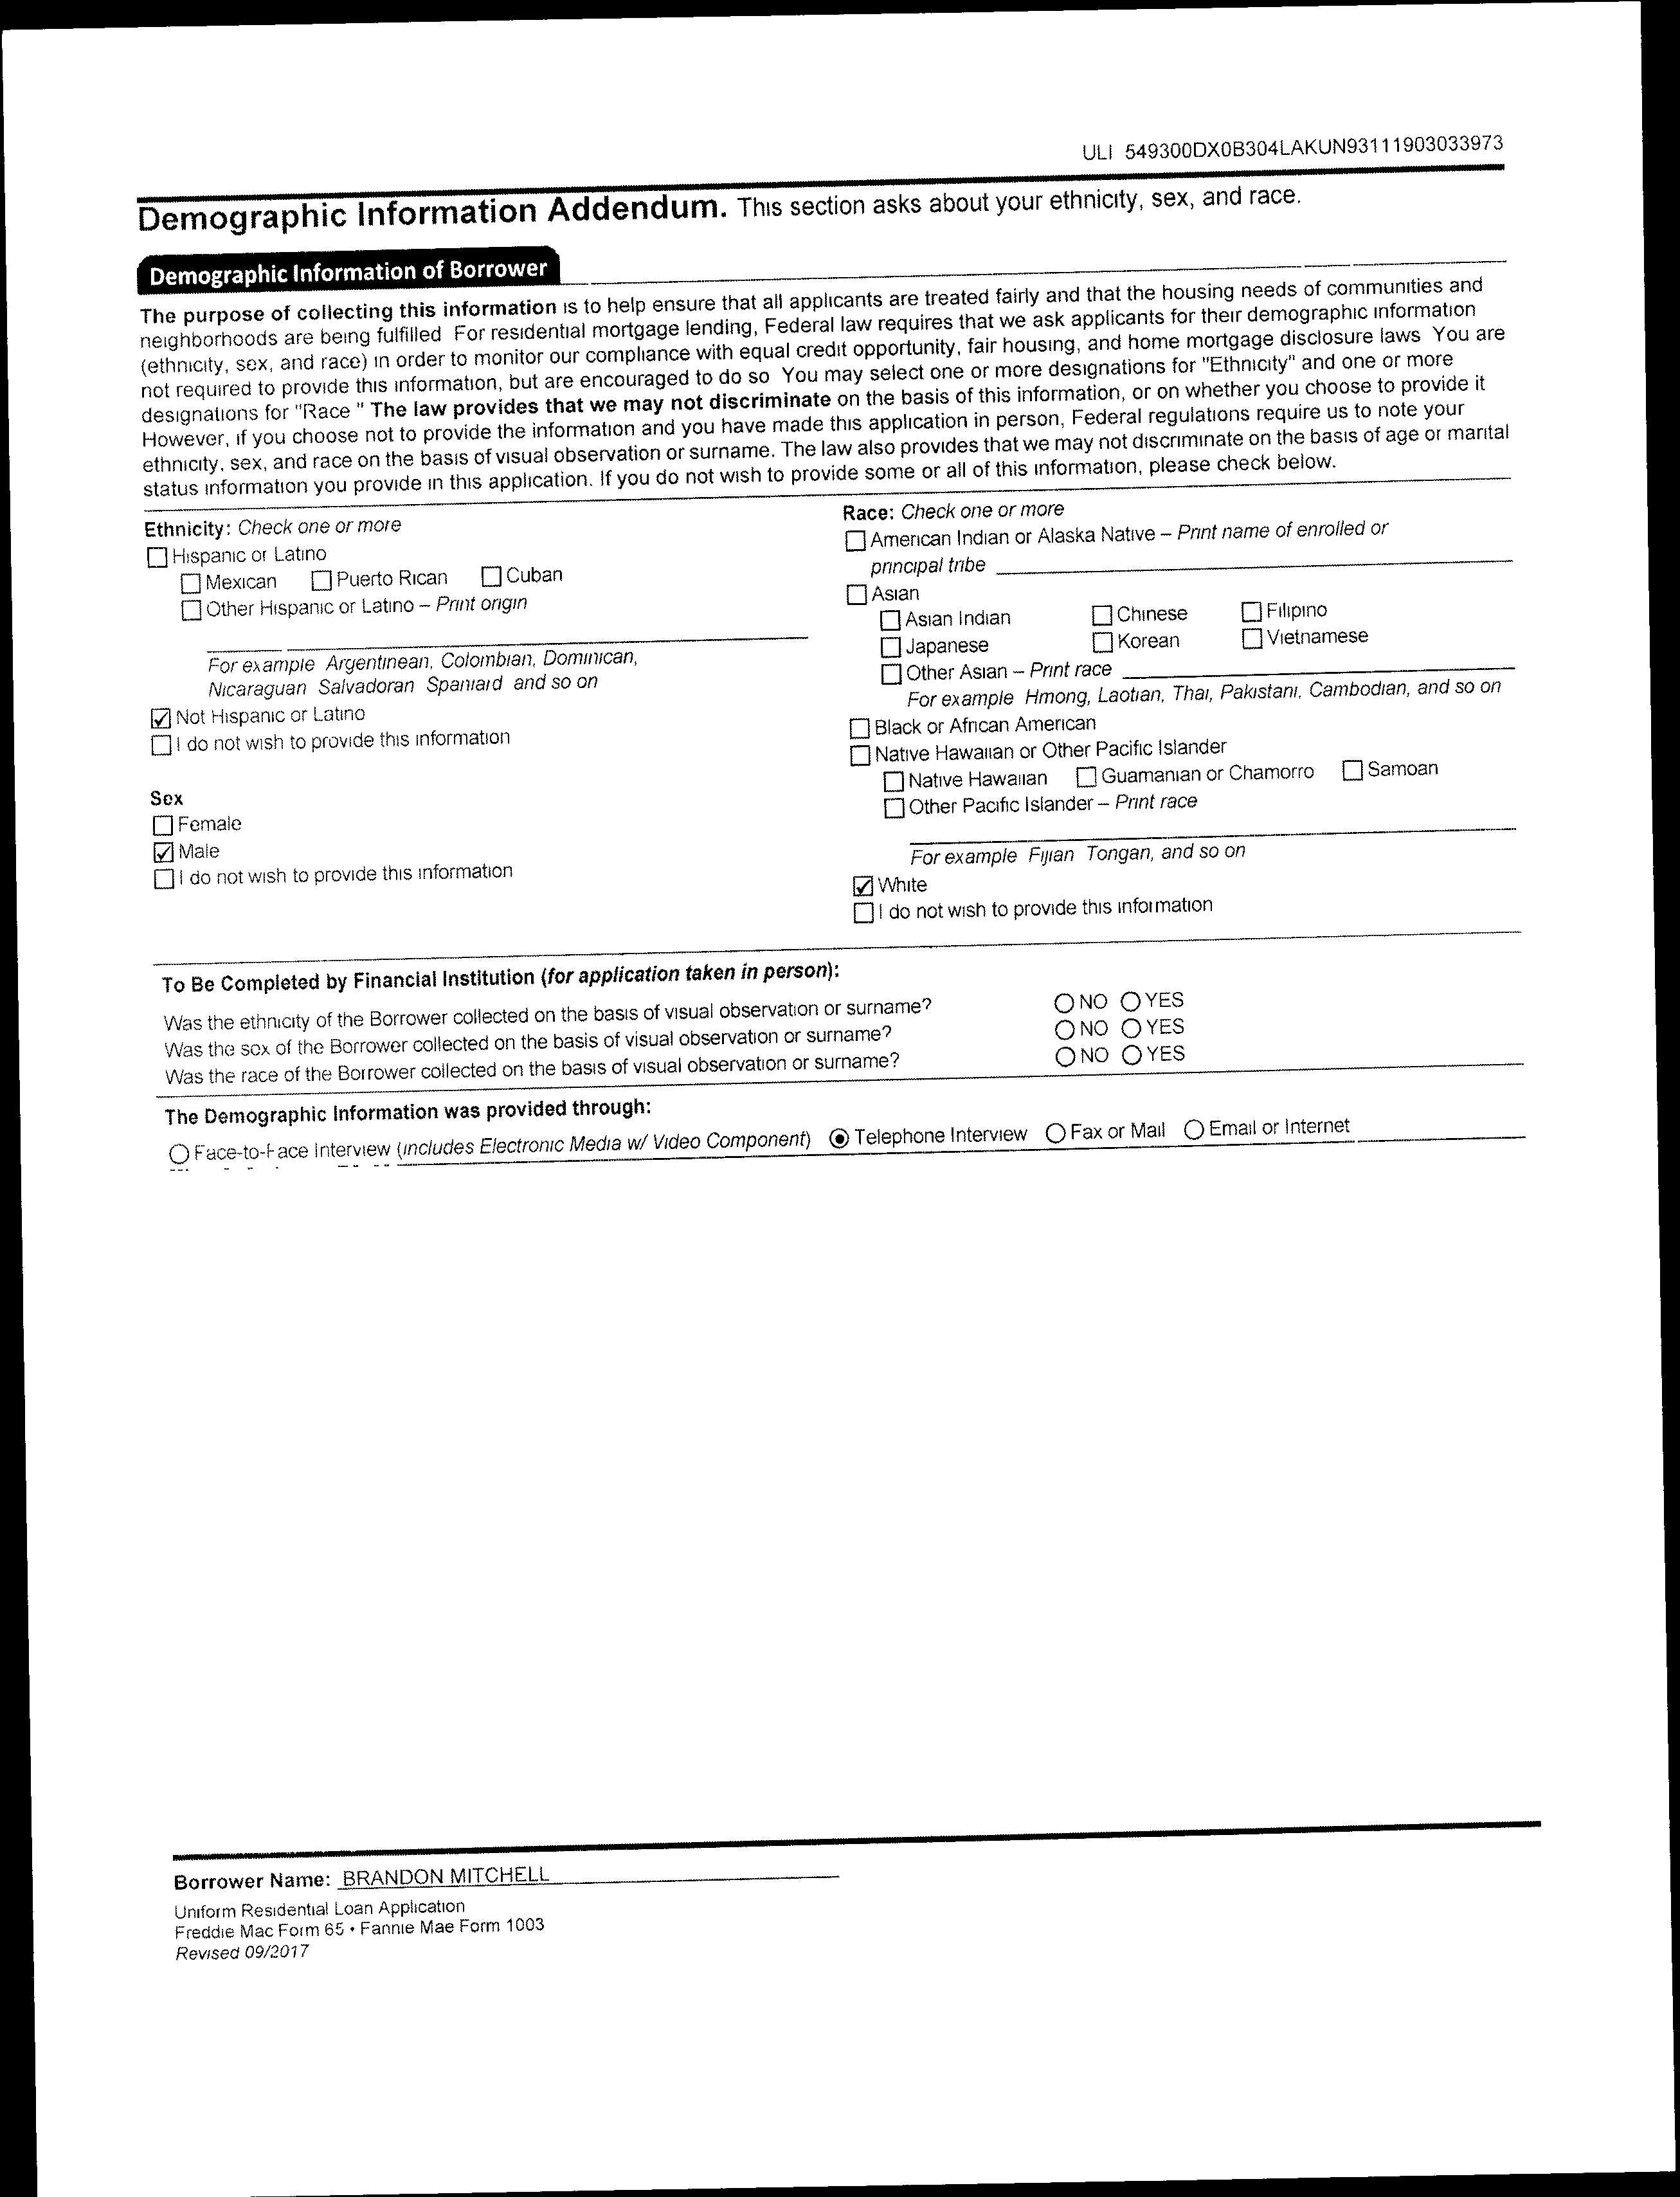 ULI 549300DX0B304LAKUN93111903033973
Demographic Information Addendum. This section asks about your ethnicity, sex, and race.
Demographic Information of Borrower
The purpose of collecting this information is to help ensure that all applicants are treated fairly and that the housing needs of communities and
neighborhoods are being fulfilled For residential mortgage lending, Federal law requires that we ask applicants for their demographic information
(ethnicity, sex, and race) in order to monitor our compliance with equal credit opportunity, fair housing, and home mortgage disclosure laws You are
not required to provide this information, but are encouraged to do so You may select one or more designations for "Ethnicity" and one or more
designations for "Race " The law provides that we may not discriminate on the basis of this information, or on whether you choose to provide it
However, if you choose not to provide the information and you have made this application in person, Federal regulations require us to note your
ethnicity, sex, and race on the basis of visual observation or surname. The law also provides that we may not discriminate on the basis of age or marital
status information you provide in this application. If you do not wish to provide some or all of this information, please check below.
Ethnicity: Check one or more
☐ Hispanic or Latino
☐ Mexican ☐ Puerto Rican ☐ Cuban
☐ Other Hispanic or Latino – Print origin
For example Argentinean, Colombian, Dominican,
Nicaraguan Salvadoran Spaniard and so on
☑ Not Hispanic or Latino
☐ I do not wish to provide this information
Sex
☐ Female
☑ Male
☐ I do not wish to provide this information
Race: Check one or more
☐ American Indian or Alaska Native – Print name of enrolled or
principal tribe
☐ Asian
☐ Asian Indian ☐ Chinese ☐ Filipino
☐ Japanese ☐ Korean ☐ Vietnamese
☐ Other Asian – Print race
For example Hmong, Laotian, Thai, Pakistani, Cambodian, and so on
☐ Black or African American
☐ Native Hawaiian or Other Pacific Islander
☐ Native Hawaiian ☐ Guamanian or Chamorro ☐ Samoan
☐ Other Pacific Islander – Print race
For example Fijian Tongan, and so on
☑ White
☐ I do not wish to provide this information
To Be Completed by Financial Institution (for application taken in person):
Was the ethnicity of the Borrower collected on the basis of visual observation or surname? ○ NO ○ YES
Was the sex of the Borrower collected on the basis of visual observation or surname? ○ NO ○ YES
Was the race of the Borrower collected on the basis of visual observation or surname? ○ NO ○ YES
The Demographic Information was provided through:
○ Face-to-Face Interview (includes Electronic Media w/ Video Component) ◉ Telephone Interview ○ Fax or Mail ○ Email or Internet
Borrower Name: BRANDON MITCHELL
Uniform Residential Loan Application
Freddie Mac Form 65 • Fannie Mae Form 1003
Revised 09/2017